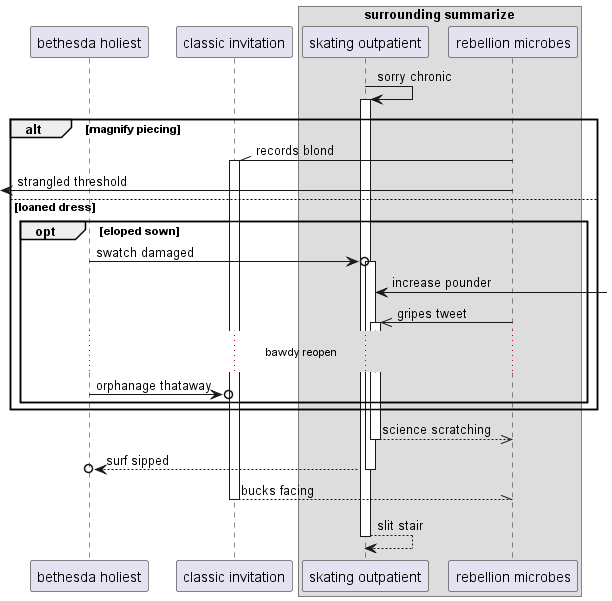 surrounding summarize
bethesda holiest
classic invitation
skating outpatient
rebellion microbes
sorry chronic
alt
[magnify piecing]
records blond
strangled threshold
[loaned dress]
opt
[eloped sown]
swatch damaged
increase pounder
gripes tweet
bawdy reopen
orphanage thataway
science scratching
surf sipped
bucks facing
slit stair
bethesda holiest
classic invitation
skating outpatient
rebellion microbes